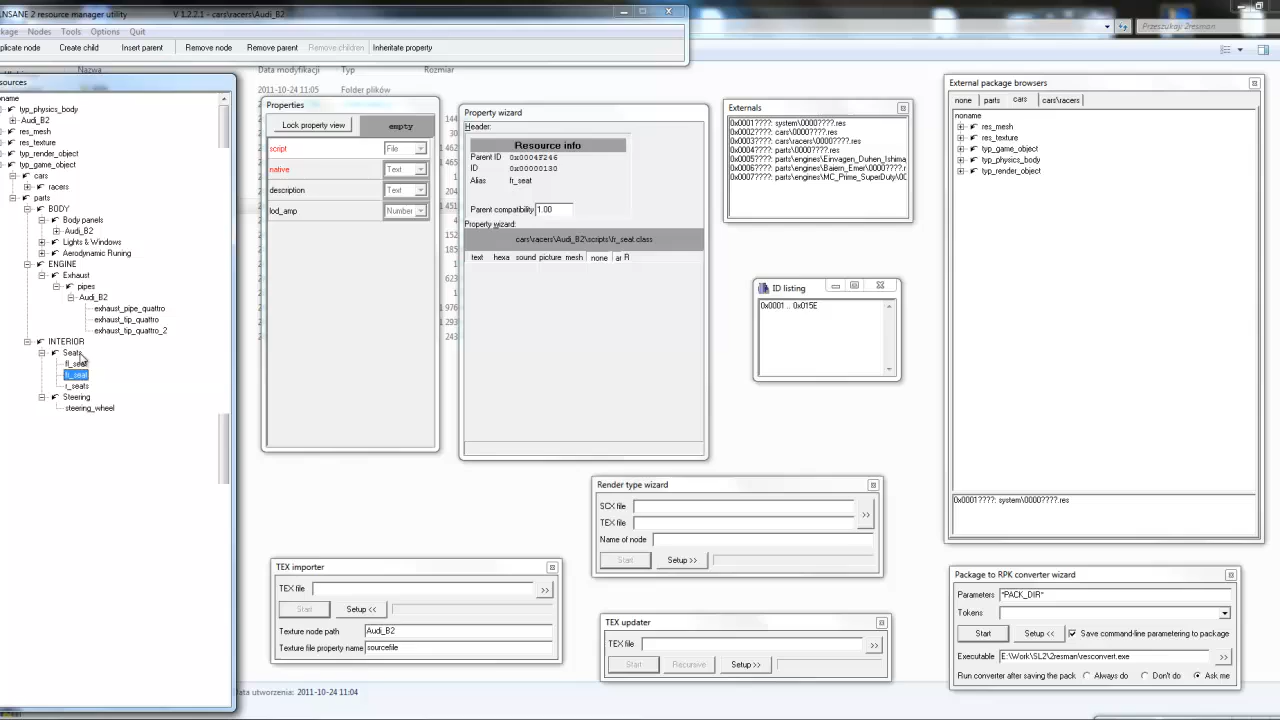 NSANE 2 resource manager utility V 1.2.2.1 - cars\racers\Audi_B2
kage Nodes Tools Options Quit
plicate node Create child Insert parent Remove node Remove parent Remove children Inheritate property
Przeszukaj: 2resman
Nazwa Data modyfikacji Typ Rozmiar
2011-10-24 11:05 Folder plików
sources
oname
typ_physics_body
Audi_B2
res_mesh
res_texture
typ_render_object
typ_game_object
cars
racers
parts
BODY
Body panels
Audi_B2
Lights & Windows
Aerodynamic Runing
ENGINE
Exhaust
pipes
Audi_B2
exhaust_pipe_quattro
exhaust_tip_quattro
exhaust_tip_quattro_2
INTERIOR
Seats
fl_seat
fr_seat
r_seats
Steering
steering_wheel
Properties
Lock property view empty
script File
native Text
description Text
lod_amp Number
Property wizard
Header:
Resource info
Parent ID 0x0004F246
ID 0x00000130
Alias fr_seat
Parent compatibility 1.00
Property wizard:
cars\racers\Audi_B2\scripts\fr_seat.class
text hexa sound picture mesh none ar R
Externals
0x0001????: system\0000????.res
0x0002????: cars\0000????.res
0x0003????: cars\racers\0000????.res
0x0004????: parts\0000????.res
0x0005????: parts\engines\Einvagen_Duhen_Ishima
0x0006????: parts\engines\Baiern_Emer\0000????.r
0x0007????: parts\engines\MC_Prime_SuperDuty\00
ID listing
0x0001 .. 0x015E
External package browsers
none parts cars cars\racers
noname
res_mesh
res_texture
typ_game_object
typ_physics_body
typ_render_object
0x0001????: system\0000????.res
Render type wizard
SCX file >>
TEX file
Name of node
Start Setup >>
TEX importer
TEX file >>
Start Setup <<
Texture node path Audi_B2
Texture file property name sourcefile
TEX updater
TEX file >>
Start Recursive Setup >>
Package to RPK converter wizard
Parameters *PACK_DIR*
Tokens
Start Setup << Save command-line parametering to package
Executable E:\Work\SL2\2resman\resconvert.exe >>
Run converter after saving the pack Always do Don't do Ask me
Data utworzenia: 2011-10-24 11:04